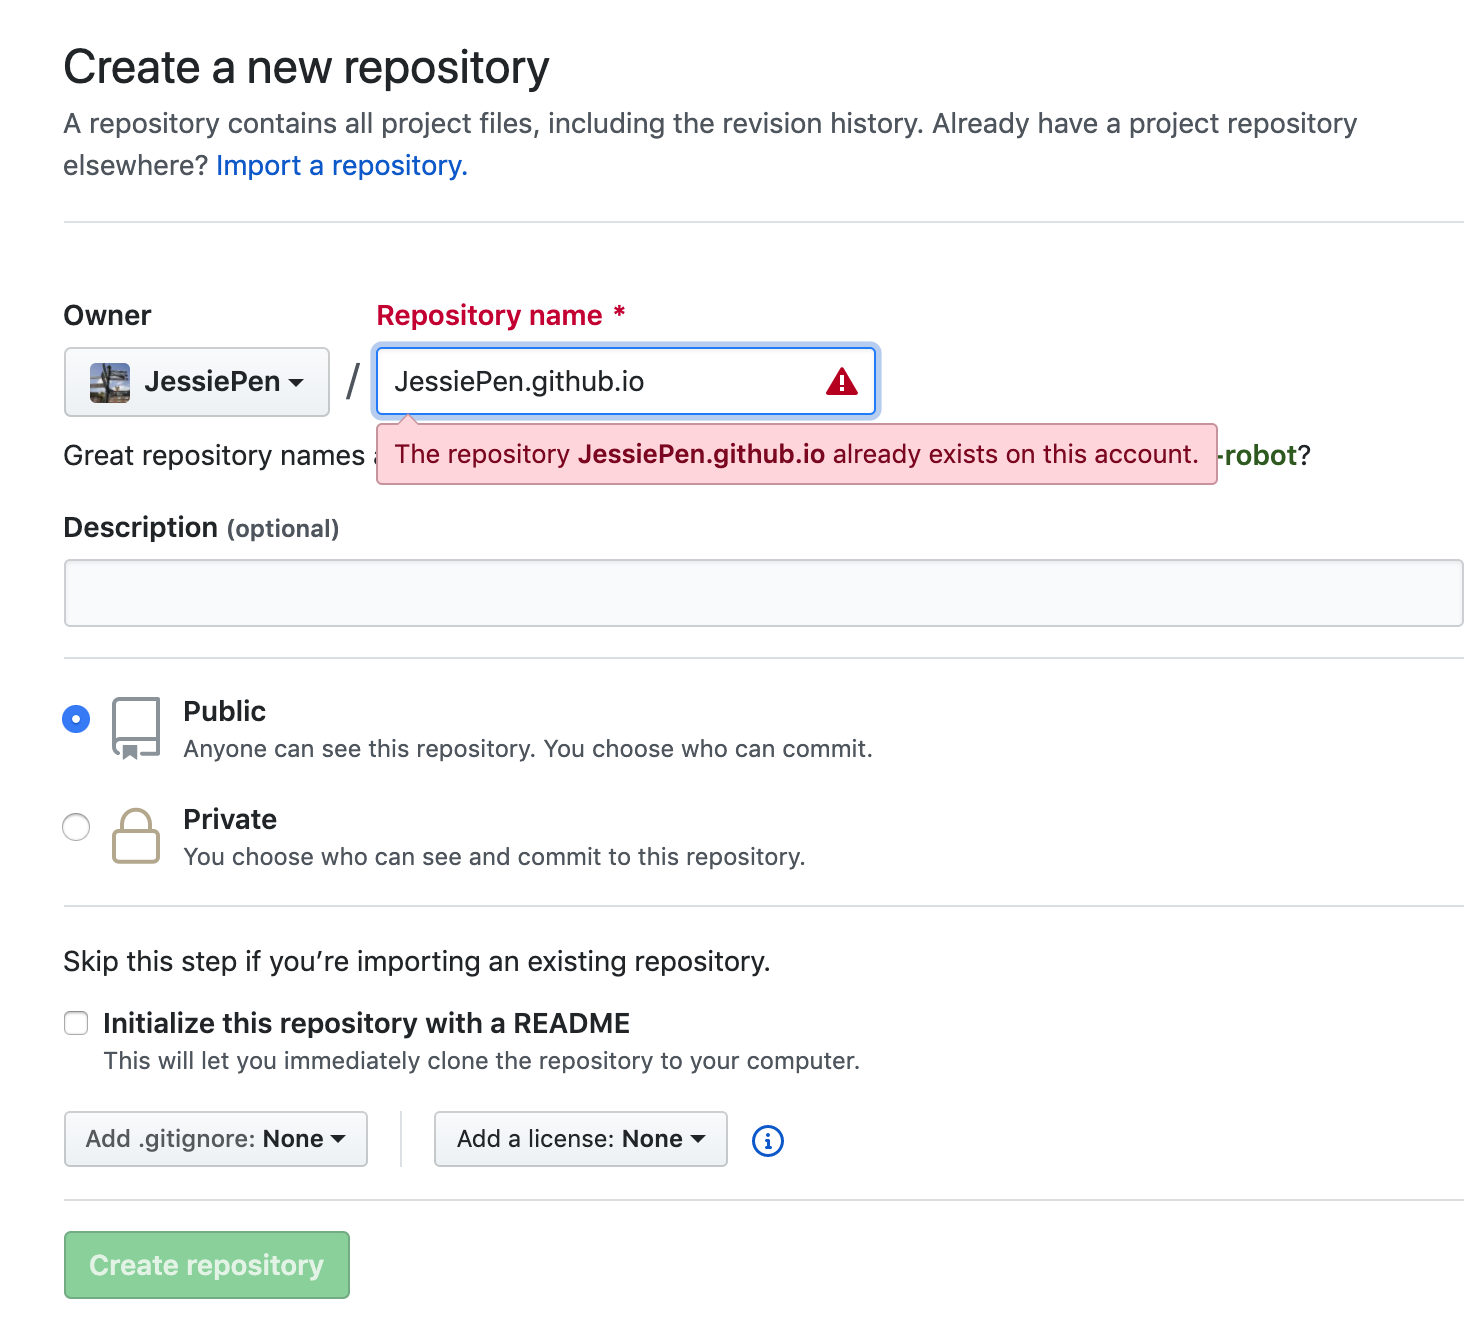 Create a new repository
A repository contains all project files, including the revision history. Already have a project repository
elsewhere? Import a repository.
Owner
Repository name *
JessiePen
/
JessiePen.github.io
Great repository names
The repository JessiePen.github.io already exists on this account.
-robot?
Description (optional)
Public
Anyone can see this repository. You choose who can commit.
Private
You choose who can see and commit to this repository.
Skip this step if you’re importing an existing repository.
Initialize this repository with a README
This will let you immediately clone the repository to your computer.
Add .gitignore: None
Add a license: None
Create repository